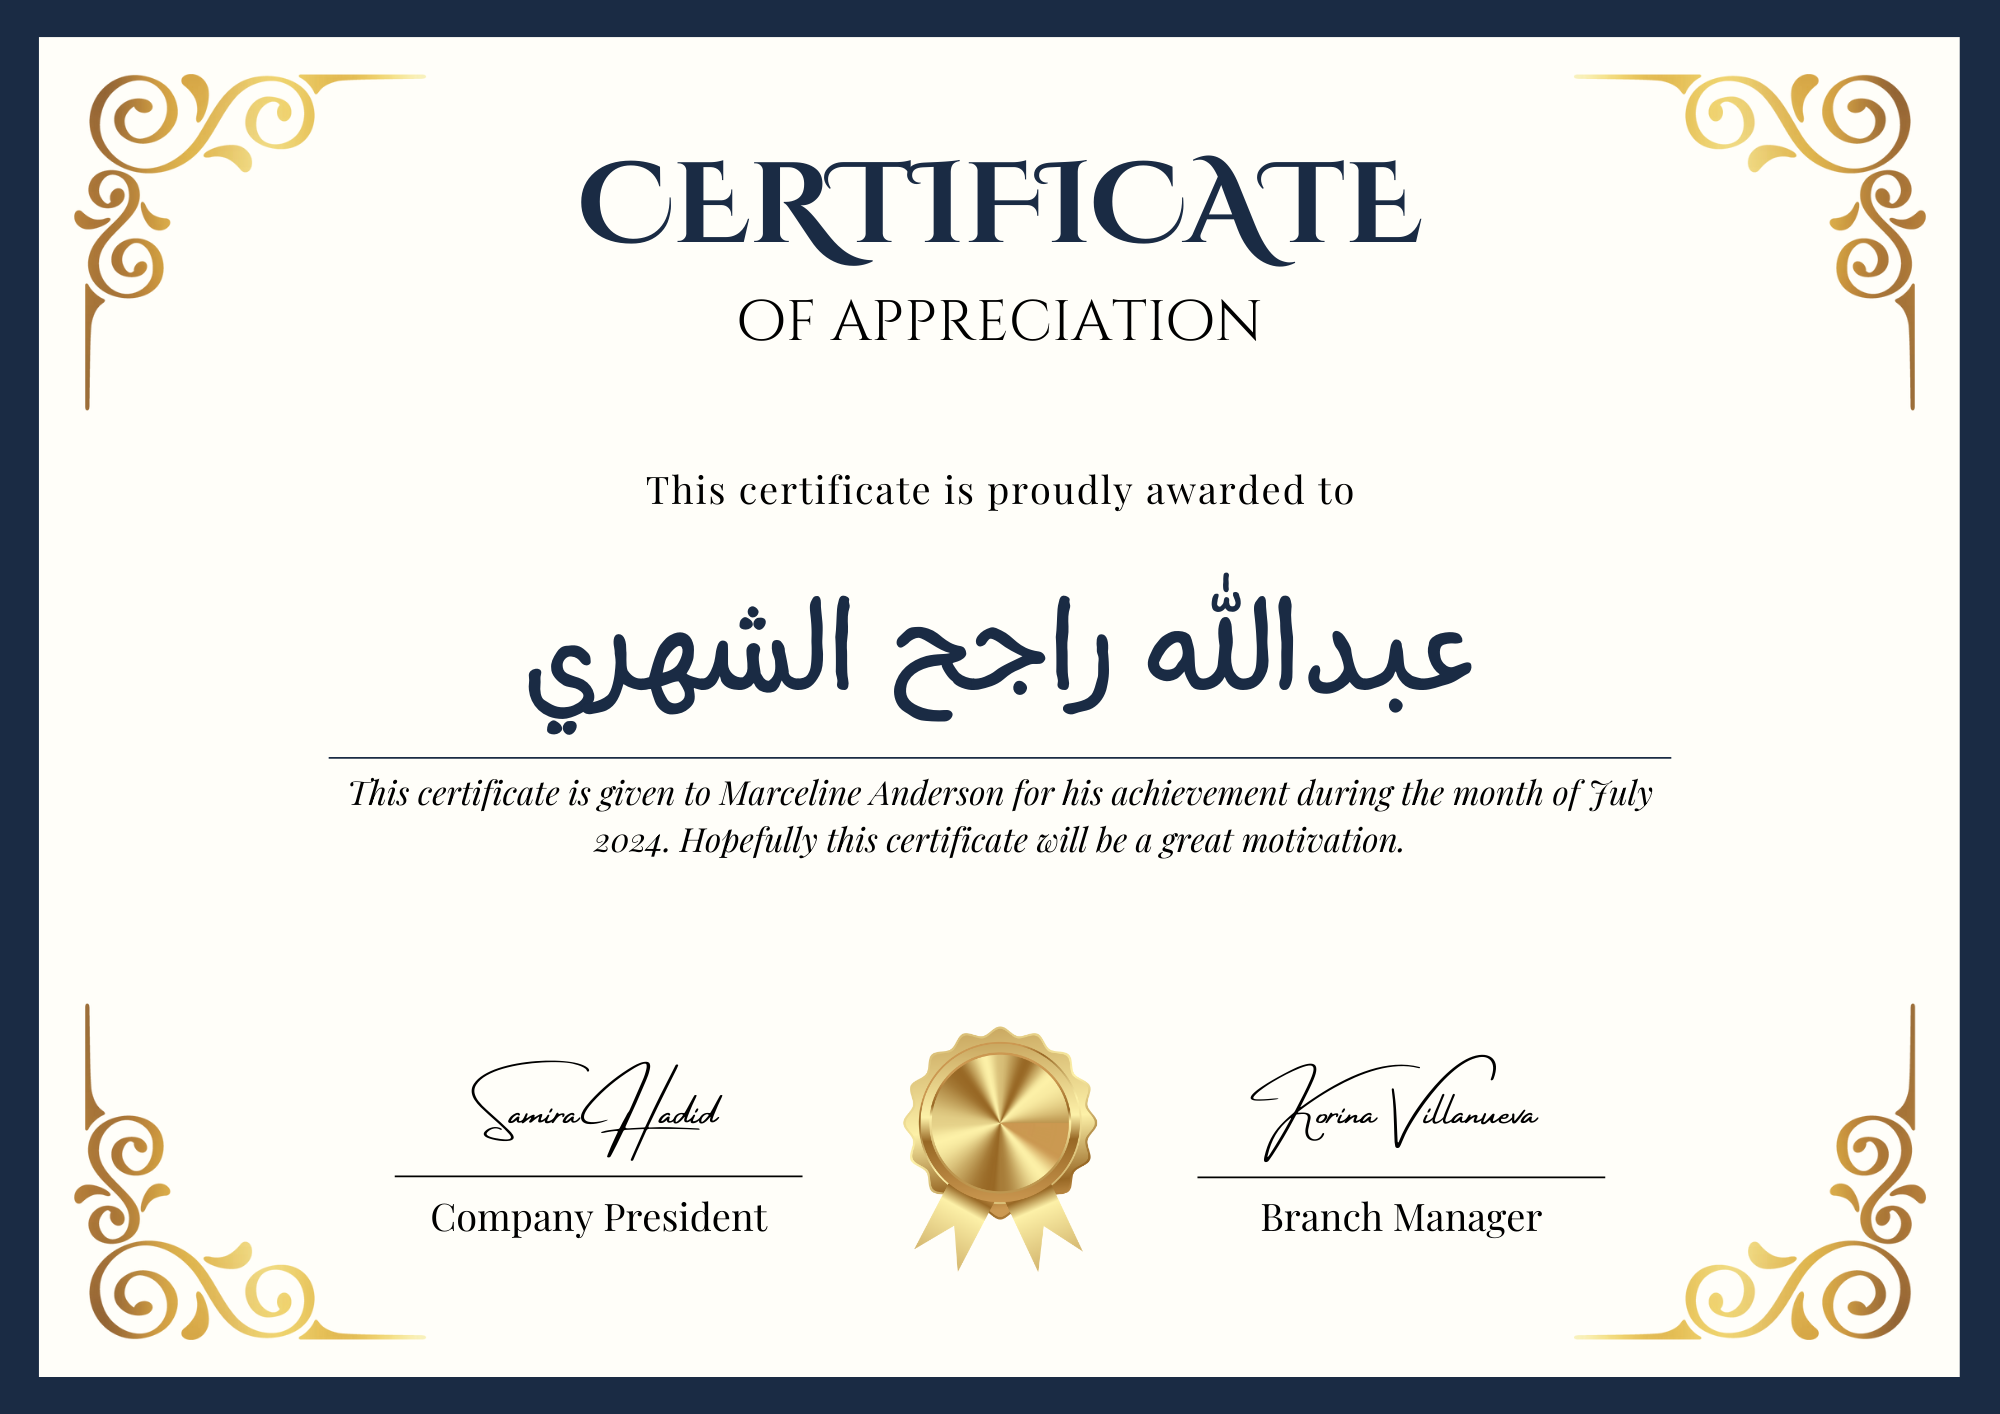 CERTIFICATE
OF APPRECIATION
This certificate is proudly awarded to
عبدالله راجح الشهري
This certificate is given to Marceline Anderson for his achievement during the month of July
2024. Hopefully this certificate will be a great motivation.
Samira Hadid
Korina Villanueva
Company President
Branch Manager